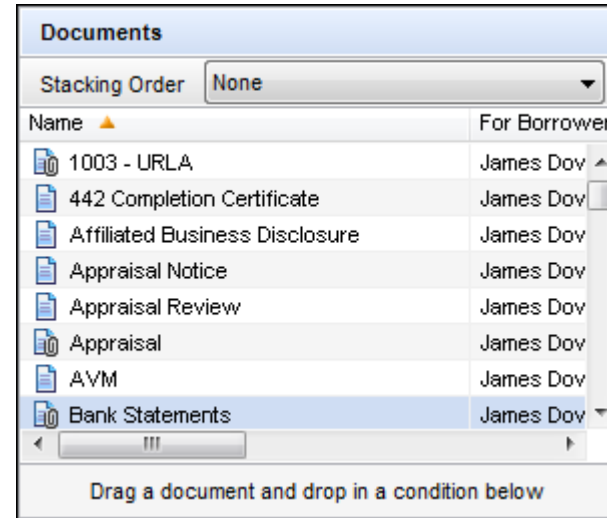 Documents
Stacking Order None
Name For Borrower
1003 - URLA James Dov
442 Completion Certificate James Dov
Affiliated Business Disclosure James Dov
Appraisal Notice James Dov
Appraisal Review James Dov
Appraisal James Dov
AVM James Dov
Bank Statements James Dov
Drag a document and drop in a condition below